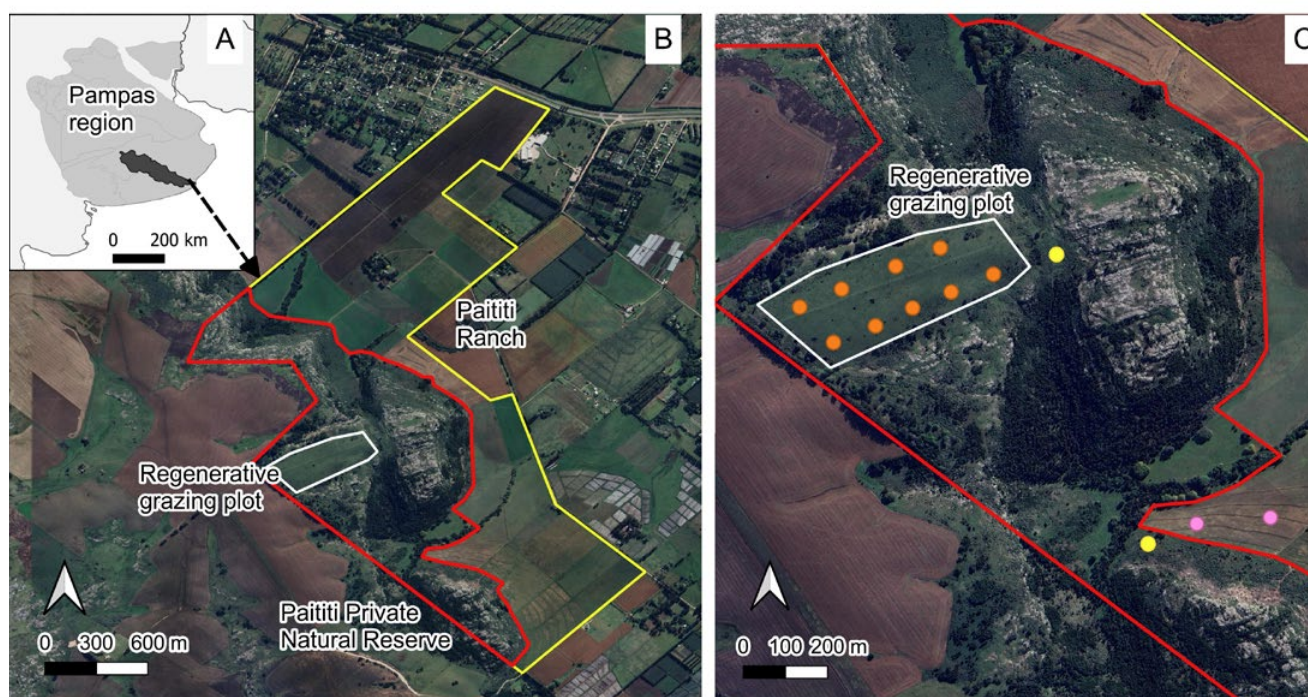 A
Pampas
region
0 200 km
B
Paititi
Ranch
Regenerative
grazing plot
Paititi Private
Natural Reserve
0 300 600 m
C
Regenerative
grazing plot
0 100 200 m